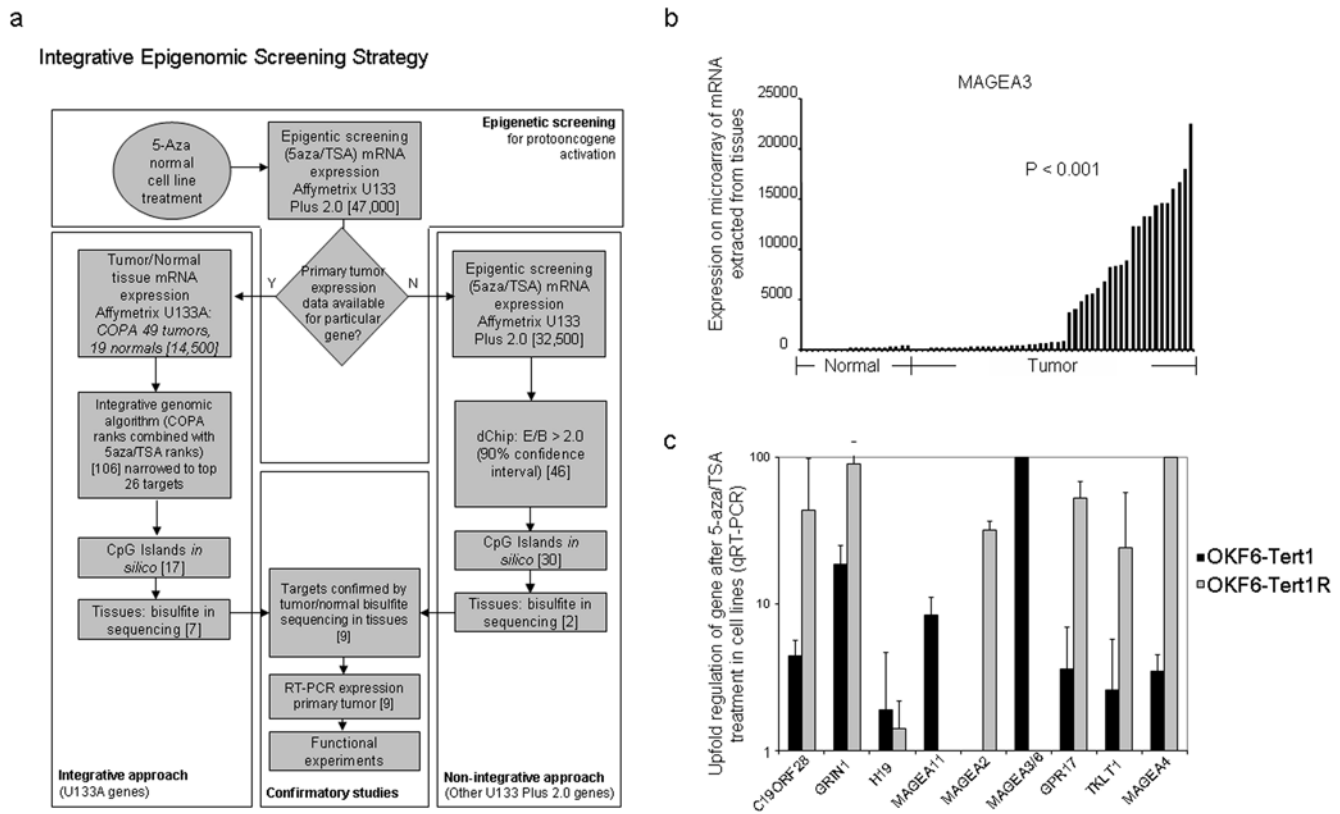 a
Integrative Epigenomic Screening Strategy
Epigenetic screening
for protooncogene
activation
5-Aza
normal
cell line
treatment
Epigentic screening
(5aza/TSA) mRNA
expression
Affymetrix U133
Plus 2.0 [47,000]
Primary tumor
expression
data available
for particular
gene?
Y
N
Tumor/Normal
tissue mRNA
expression
Affymetrix U133A:
COPA 49 tumors,
19 normals [14,500]
Integrative genomic
algorithm (COPA
ranks combined with
5aza/TSA ranks)
[106] narrowed to top
26 targets
CpG Islands in
silico [17]
Tissues: bisulfite in
sequencing [7]
Integrative approach
(U133A genes)
Epigentic screening
(5aza/TSA) mRNA
expression
Affymetrix U133
Plus 2.0 [32,500]
dChip: E/B > 2.0
(90% confidence
interval) [46]
CpG Islands in
silico [30]
Tissues: bisulfite in
sequencing [2]
Non-integrative approach
(Other U133 Plus 2.0 genes)
Targets confirmed by
tumor/normal bisulfite
sequencing in tissues
[9]
RT-PCR expression
primary tumor [9]
Functional
experiments
Confirmatory studies
b
MAGEA3
P < 0.001
Expression on microarray of mRNA
extracted from tissues
25000
20000
15000
10000
5000
0
Normal
Tumor
c
Upfold regulation of gene after 5-aza/TSA
treatment in cell lines (qRT-PCR)
100
10
1
OKF6-Tert1
OKF6-Tert1R
C19ORF28
GRIN1
H19
MAGEA11
MAGEA2
MAGEA3/6
GPR17
TKLT1
MAGEA4